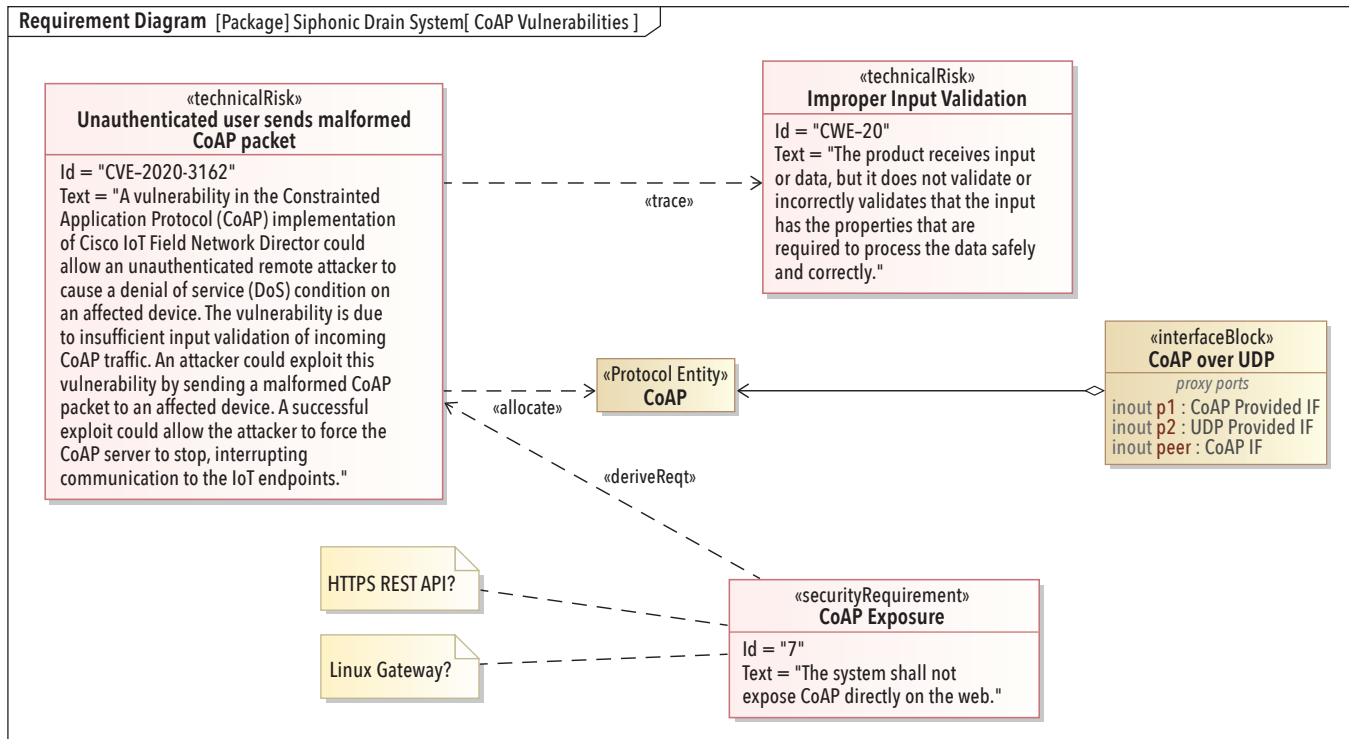 Requirement Diagram [Package] Siphonic Drain System[ CoAP Vulnerabilities ]
«technicalRisk»
Unauthenticated user sends malformed
CoAP packet
Id = "CVE–2020-3162"
Text = "A vulnerability in the Constrainted
Application Protocol (CoAP) implementation
of Cisco IoT Field Network Director could
allow an unauthenticated remote attacker to
cause a denial of service (DoS) condition on
an affected device. The vulnerability is due
to insufficient input validation of incoming
CoAP traffic. An attacker could exploit this
vulnerability by sending a malformed CoAP
packet to an affected device. A successful
exploit could allow the attacker to force the
CoAP server to stop, interrupting
communication to the IoT endpoints."
«trace»
«technicalRisk»
Improper Input Validation
Id = "CWE–20"
Text = "The product receives input
or data, but it does not validate or
incorrectly validates that the input
has the properties that are
required to process the data safely
and correctly."
«allocate»
«Protocol Entity»
CoAP
«interfaceBlock»
CoAP over UDP
proxy ports
inout p1 : CoAP Provided IF
inout p2 : UDP Provided IF
inout peer : CoAP IF
«deriveReqt»
HTTPS REST API?
Linux Gateway?
«securityRequirement»
CoAP Exposure
Id = "7"
Text = "The system shall not
expose CoAP directly on the web."